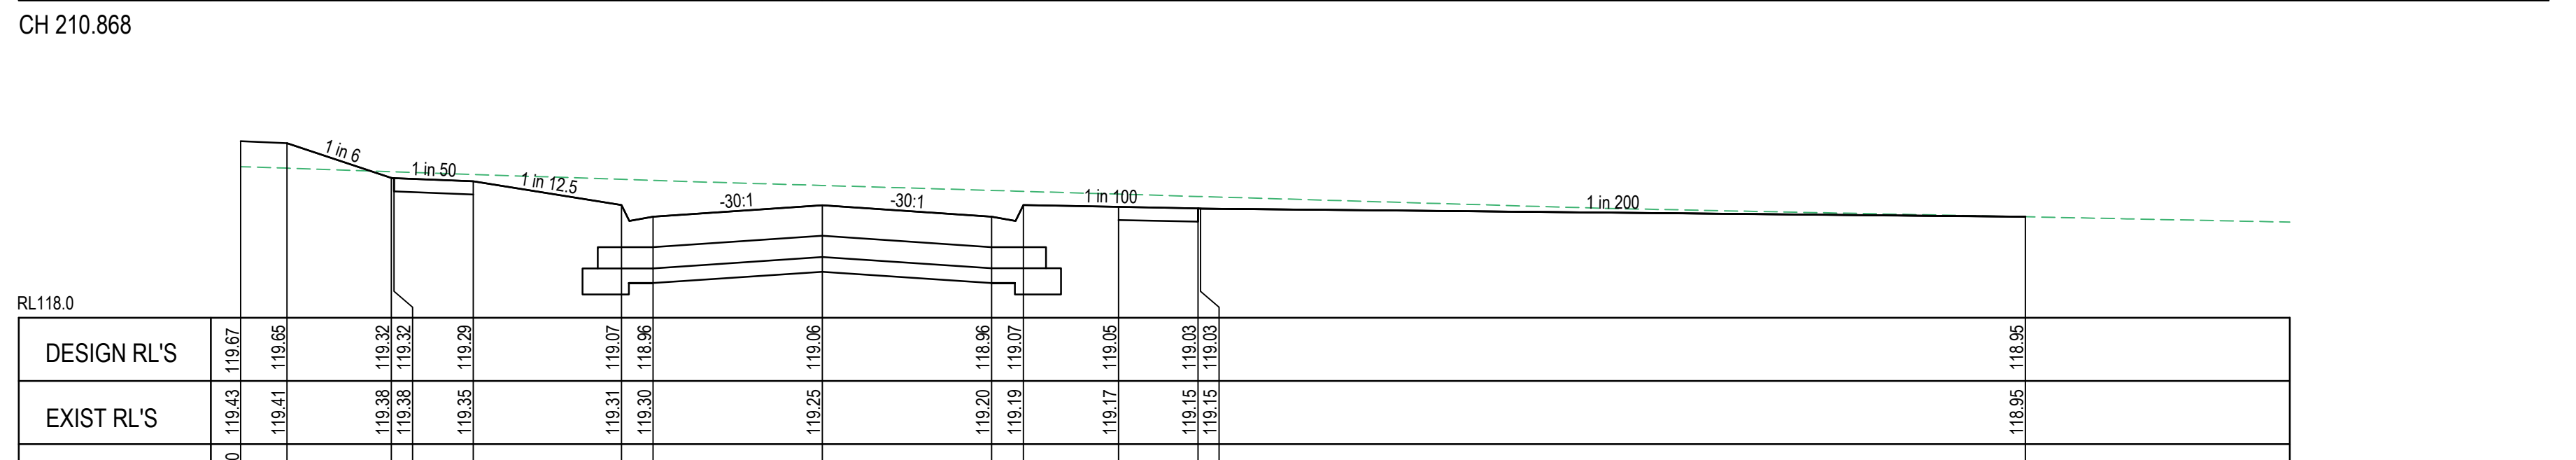 CH 210.868
1 in 6
1 in 50
1 in 12.5
-30:1
-30:1
1 in 100
1 in 200
RL118.0
DESIGN RL'S 119.67 119.65 119.32 119.32 119.29 119.07 118.96 119.06 118.96 119.07 119.05 119.03 119.03 118.95
EXIST RL'S 119.43 119.41 119.38 119.38 119.35 119.31 119.30 119.25 119.20 119.19 119.17 119.15 119.15 118.95